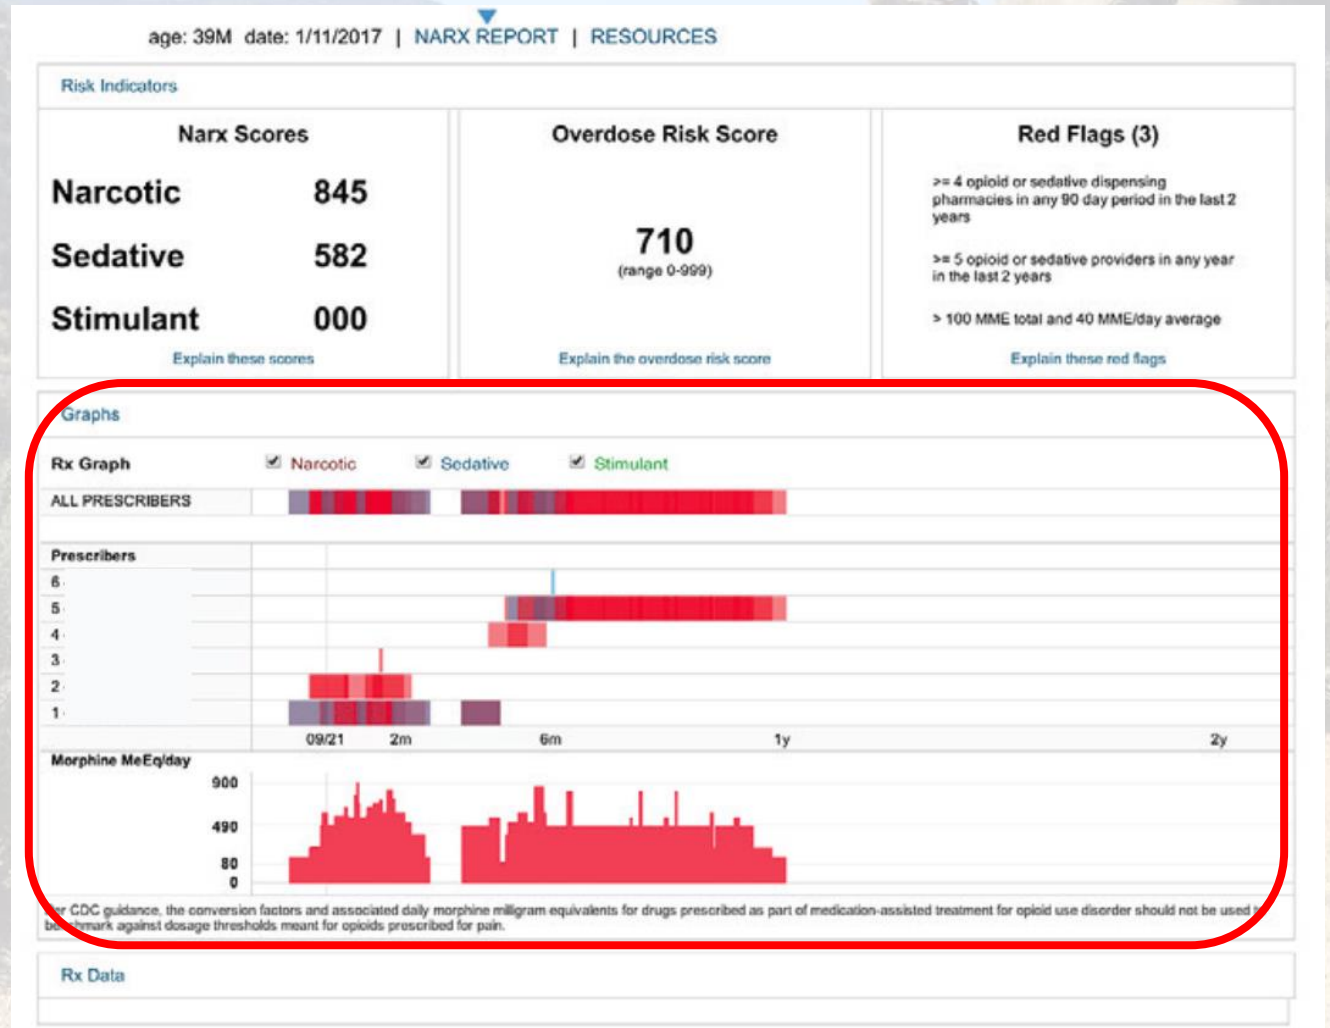 age: 39M date: 1/11/2017 | NARX REPORT | RESOURCES
Risk Indicators
Narx Scores
Narcotic 845
Sedative 582
Stimulant 000
Explain these scores
Overdose Risk Score
710
(range 0-999)
Explain the overdose risk score
Red Flags (3)
>= 4 opioid or sedative dispensing
pharmacies in any 90 day period in the last 2
years
>= 5 opioid or sedative providers in any year
in the last 2 years
> 100 MME total and 40 MME/day average
Explain these red flags
Graphs
Rx Graph Narcotic Sedative Stimulant
ALL PRESCRIBERS
Prescribers
6
5
4
3
2
1
09/21 2m 6m 1y 2y
Morphine MeEq/day
900
490
80
0
CDC guidance, the conversion factors and associated daily morphine milligram equivalents for drugs prescribed as part of medication-assisted treatment for opioid use disorder should not be used
benchmark against dosage thresholds meant for opioids prescribed for pain.
Rx Data